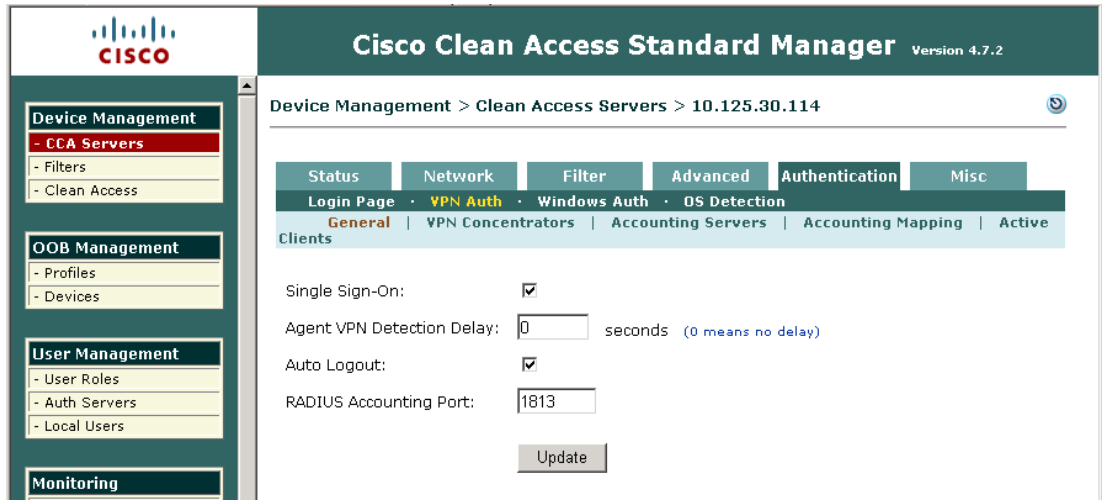 CISCO
Cisco Clean Access Standard Manager Version 4.7.2
Device Management
- CCA Servers
- Filters
- Clean Access
OOB Management
- Profiles
- Devices
User Management
- User Roles
- Auth Servers
- Local Users
Monitoring
Device Management > Clean Access Servers > 10.125.30.114
Status Network Filter Advanced Authentication Misc
Login Page · VPN Auth · Windows Auth · OS Detection
General | VPN Concentrators | Accounting Servers | Accounting Mapping | Active
Clients
Single Sign-On:
Agent VPN Detection Delay: 0 seconds (0 means no delay)
Auto Logout:
RADIUS Accounting Port: 1813
Update